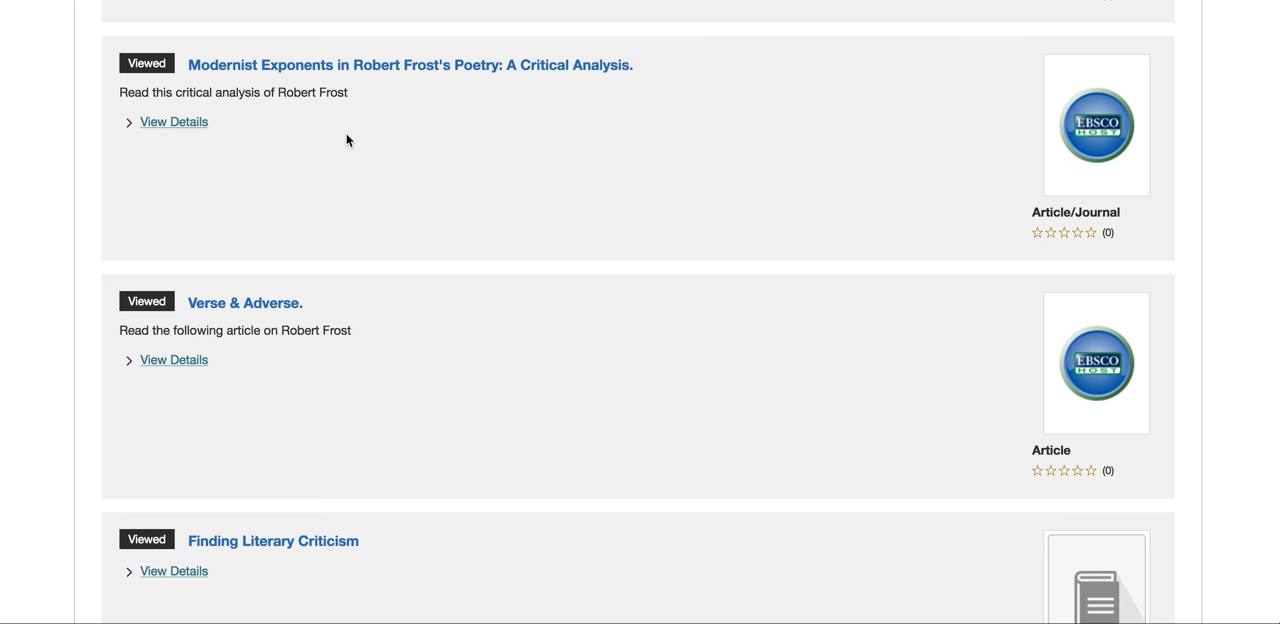 Viewed Modernist Exponents in Robert Frost's Poetry: A Critical Analysis.
Read this critical analysis of Robert Frost
View Details
EBSCO
HOST
Article/Journal
(0)
Viewed Verse & Adverse.
Read the following article on Robert Frost
View Details
EBSCO
HOST
Article
(0)
Viewed Finding Literary Criticism
View Details